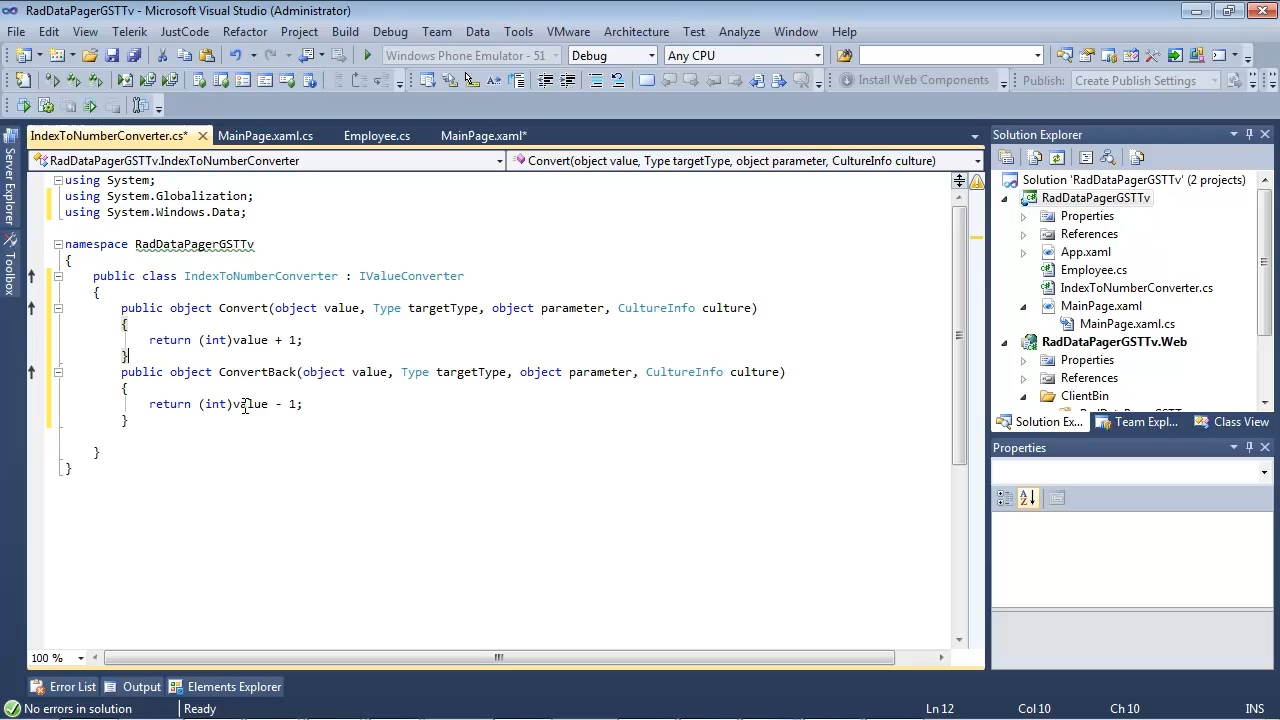 RadDataPagerGSTTv - Microsoft Visual Studio (Administrator)
File Edit View Telerik JustCode Refactor Project Build Debug Team Data Tools VMware Architecture Test Analyze Window Help
Windows Phone Emulator - 51 Debug Any CPU
Install Web Components Publish: Create Publish Settings
IndexToNumberConverter.cs* MainPage.xaml.cs Employee.cs MainPage.xaml*
RadDataPagerGSTTv.IndexToNumberConverter Convert(object value, Type targetType, object parameter, CultureInfo culture)
using System;
using System.Globalization;
using System.Windows.Data;
namespace RadDataPagerGSTTv
{
public class IndexToNumberConverter : IValueConverter
{
public object Convert(object value, Type targetType, object parameter, CultureInfo culture)
{
return (int)value + 1;
}
public object ConvertBack(object value, Type targetType, object parameter, CultureInfo culture)
{
return (int)value - 1;
}
}
}
100 %
Server Explorer
Toolbox
Solution Explorer
Solution 'RadDataPagerGSTTv' (2 projects)
RadDataPagerGSTTv
Properties
References
App.xaml
Employee.cs
IndexToNumberConverter.cs
MainPage.xaml
MainPage.xaml.cs
RadDataPagerGSTTv.Web
Properties
References
ClientBin
Solution Ex... Team Expl... Class View
Properties
Error List Output Elements Explorer
No errors in solution Ready Ln 12 Col 10 Ch 10 INS